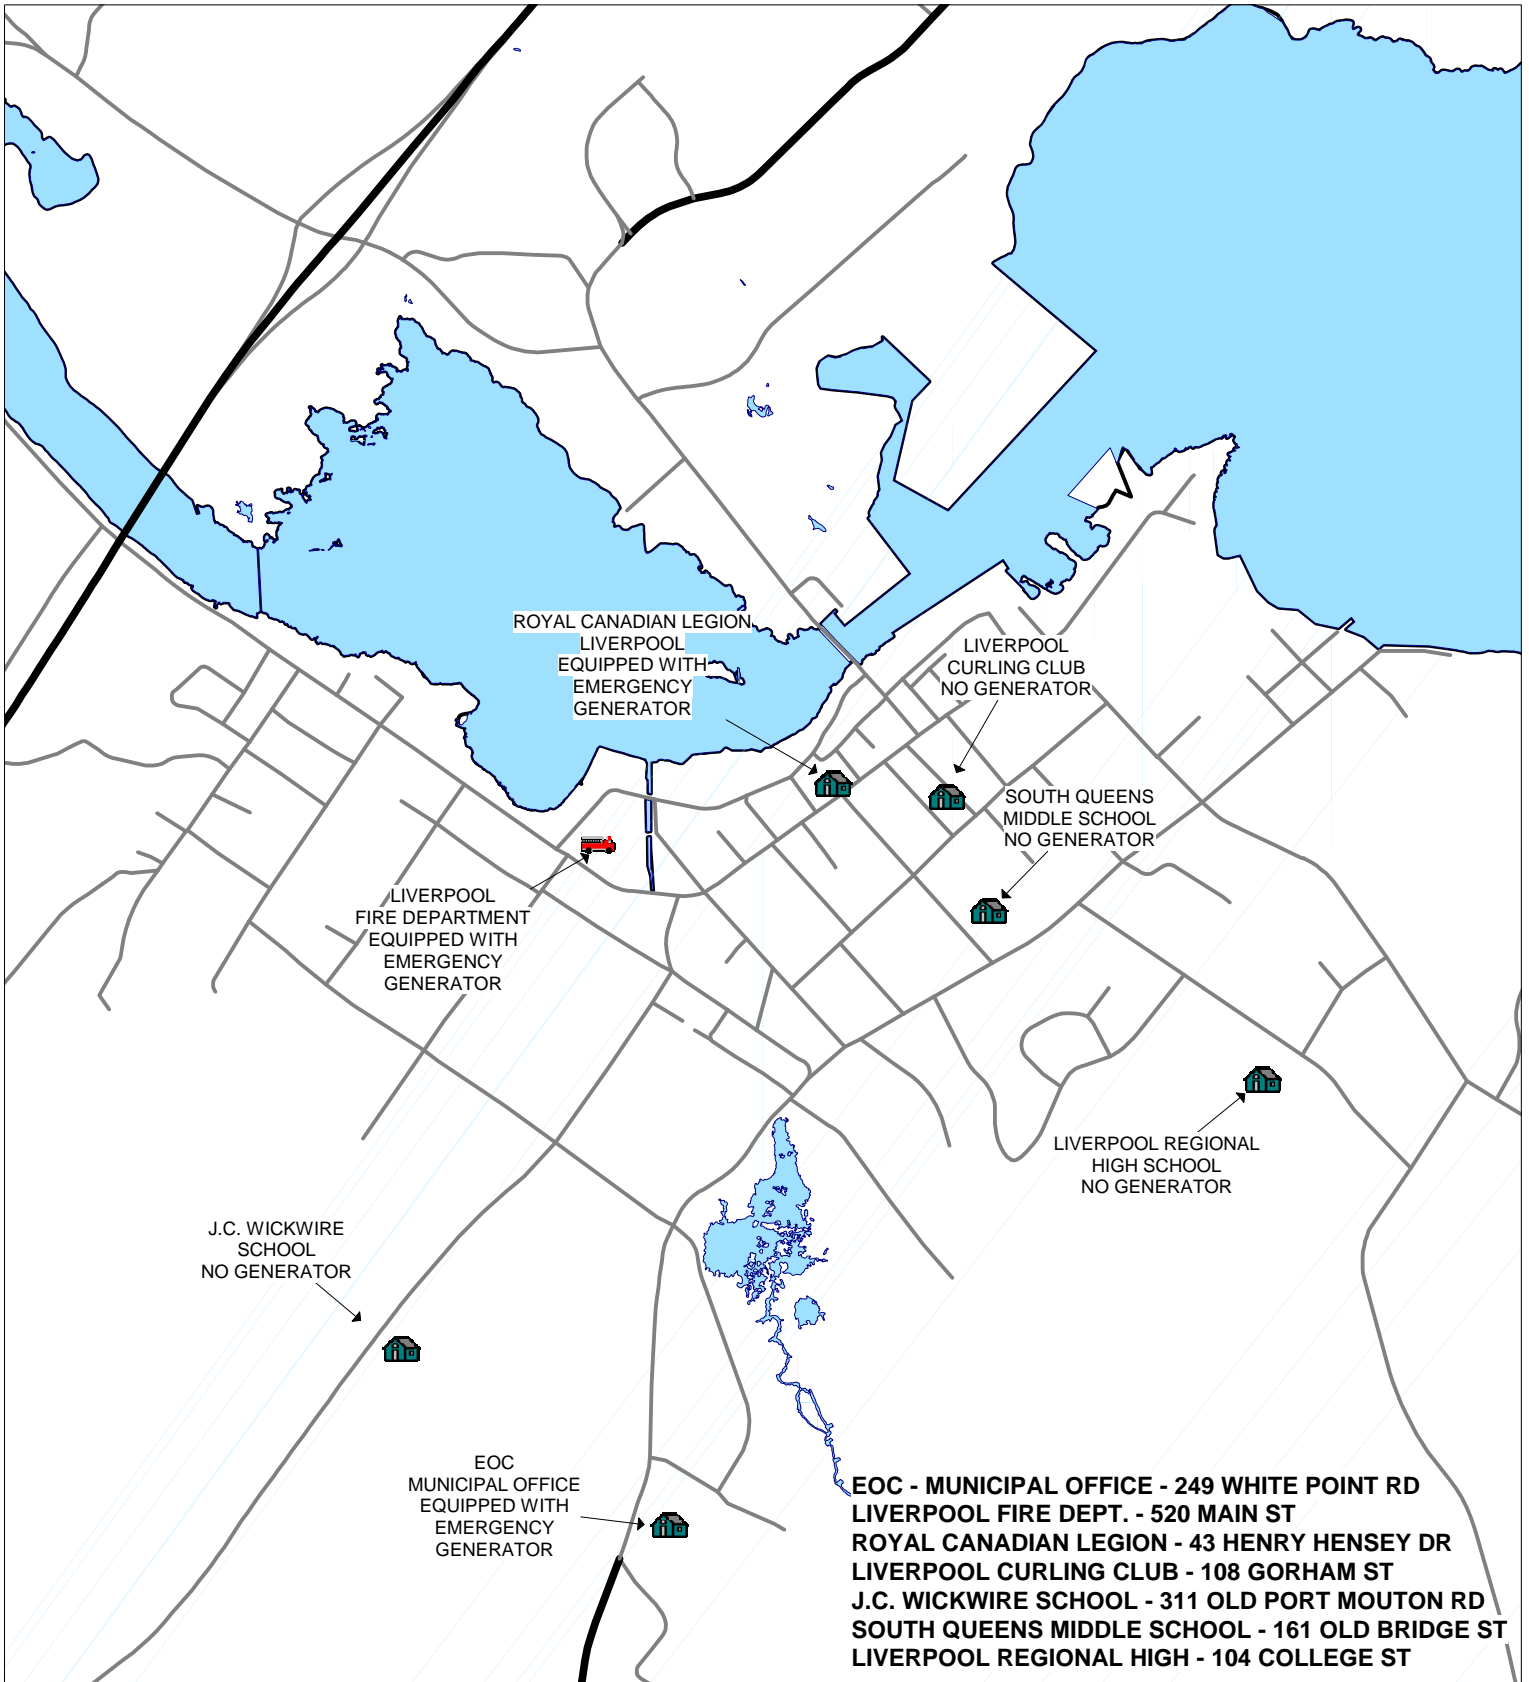 ROYAL CANADIAN LEGION
LIVERPOOL
EQUIPPED WITH
EMERGENCY
GENERATOR
LIVERPOOL
CURLING CLUB
NO GENERATOR
SOUTH QUEENS
MIDDLE SCHOOL
NO GENERATOR
LIVERPOOL
FIRE DEPARTMENT
EQUIPPED WITH
EMERGENCY
GENERATOR
LIVERPOOL REGIONAL
HIGH SCHOOL
NO GENERATOR
J.C. WICKWIRE
SCHOOL
NO GENERATOR
EOC
MUNICIPAL OFFICE
EQUIPPED WITH
EMERGENCY
GENERATOR
EOC - MUNICIPAL OFFICE - 249 WHITE POINT RD
LIVERPOOL FIRE DEPT. - 520 MAIN ST
ROYAL CANADIAN LEGION - 43 HENRY HENSEY DR
LIVERPOOL CURLING CLUB - 108 GORHAM ST
J.C. WICKWIRE SCHOOL - 311 OLD PORT MOUTON RD
SOUTH QUEENS MIDDLE SCHOOL - 161 OLD BRIDGE ST
LIVERPOOL REGIONAL HIGH - 104 COLLEGE ST